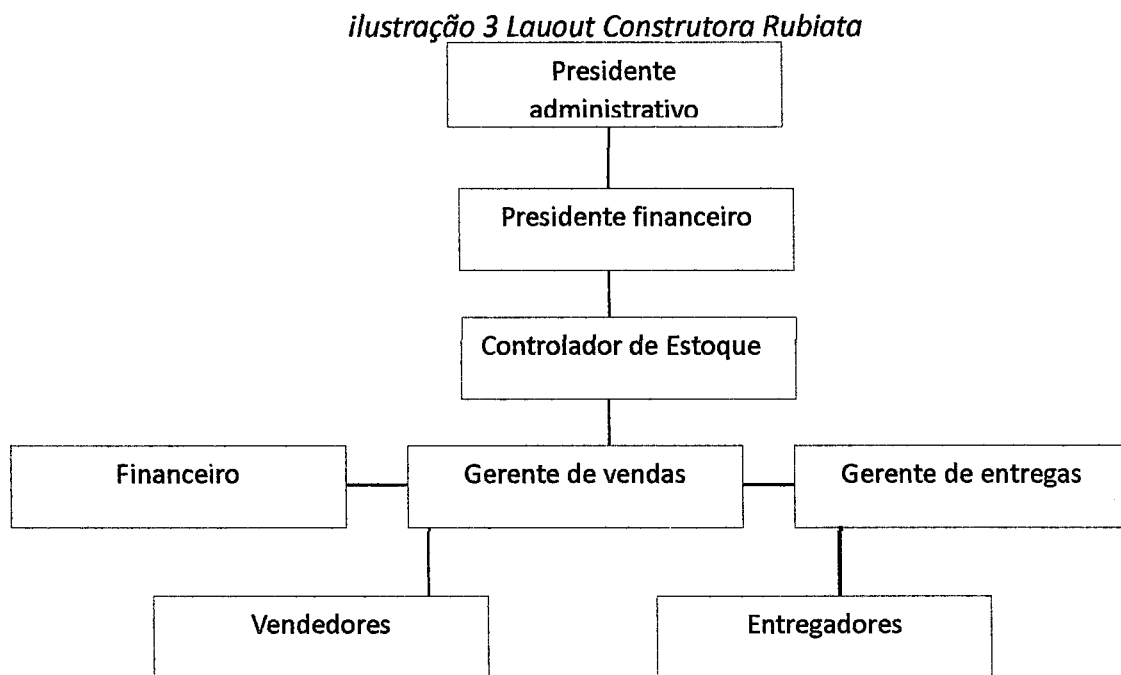 ilustração 3 Lauout Construtora Rubiata
Presidente
administrativo
Presidente financeiro
Controlador de Estoque
Financeiro
Gerente de vendas
Gerente de entregas
Vendedores
Entregadores